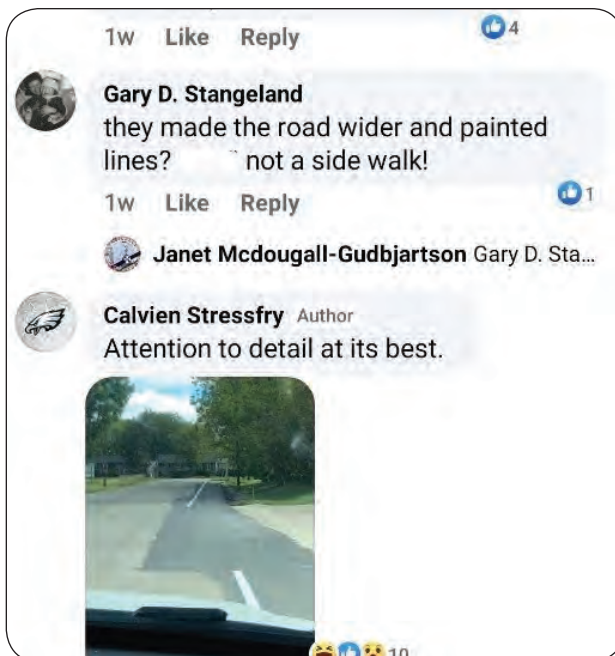 1w Like Reply 4
Gary D. Stangeland
they made the road wider and painted
lines? not a side walk!
1w Like Reply 1
Janet Mcdougall-Gudbjartson Gary D. Sta...
Calvien Stressfry Author
Attention to detail at its best.
10